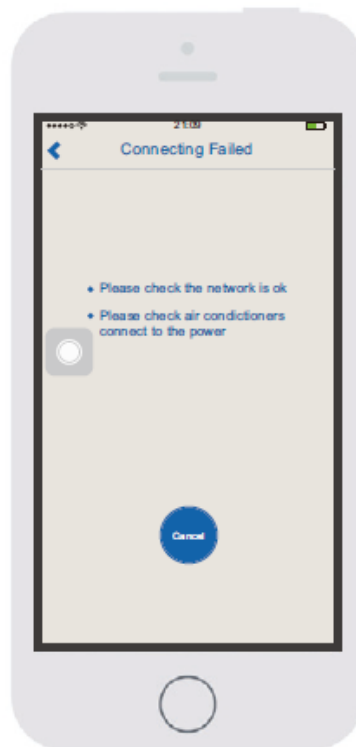 21:09
Connecting Failed
Please check the network is ok
Please check air condictioners
connect to the power
Cancel